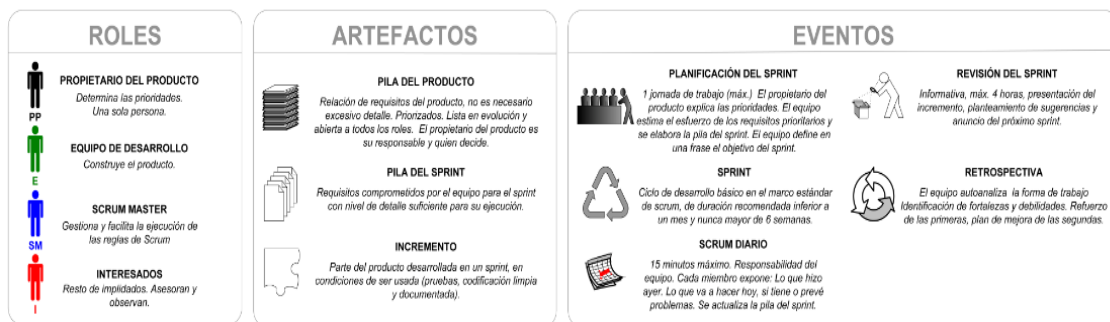 ROLES
PROPIETARIO DEL PRODUCTO
Determina las prioridades.
Una sola persona.
PP
EQUIPO DE DESARROLLO
Construye el producto.
E
SCRUM MASTER
Gestiona y facilita la ejecución de
las reglas de Scrum
SM
INTERESADOS
Resto de implidados. Asesoran y
observan.
I
ARTEFACTOS
PILA DEL PRODUCTO
Relación de requisitos del producto, no es necesario
excesivo detalle. Priorizados. Lista en evolución y
abierta a todos los roles. El propietario del producto es
su responsable y quien decide.
PILA DEL SPRINT
Requisitos comprometidos por el equipo para el sprint
con nivel de detalle suficiente para su ejecución.
INCREMENTO
Parte del producto desarrollada en un sprint, en
condiciones de ser usada (pruebas, codificación limpia
y documentada).
EVENTOS
PLANIFICACIÓN DEL SPRINT
1 jornada de trabajo (máx.) El propietario del
producto explica las prioridades. El equipo
estima el esfuerzo de los requisitos prioritarios y
se elabora la pila del sprint. El equipo define en
una frase el objetivo del sprint.
SPRINT
Ciclo de desarrollo básico en el marco estándar
de scrum, de duración recomendada inferior a
un mes y nunca mayor de 6 semanas.
SCRUM DIARIO
15 minutos máximo. Responsabilidad del
equipo. Cada miembro expone: Lo que hizo
ayer. Lo que va a hacer hoy, si tiene o prevé
problemas. Se actualiza la pila del sprint.
REVISIÓN DEL SPRINT
Informativa, máx. 4 horas, presentación del
incremento, planteamiento de sugerencias y
anuncio del próximo sprint.
RETROSPECTIVA
El equipo autoanaliza la forma de trabajo
Identificación de fortalezas y debilidades. Refuerzo
de las primeras, plan de mejora de las segundas.